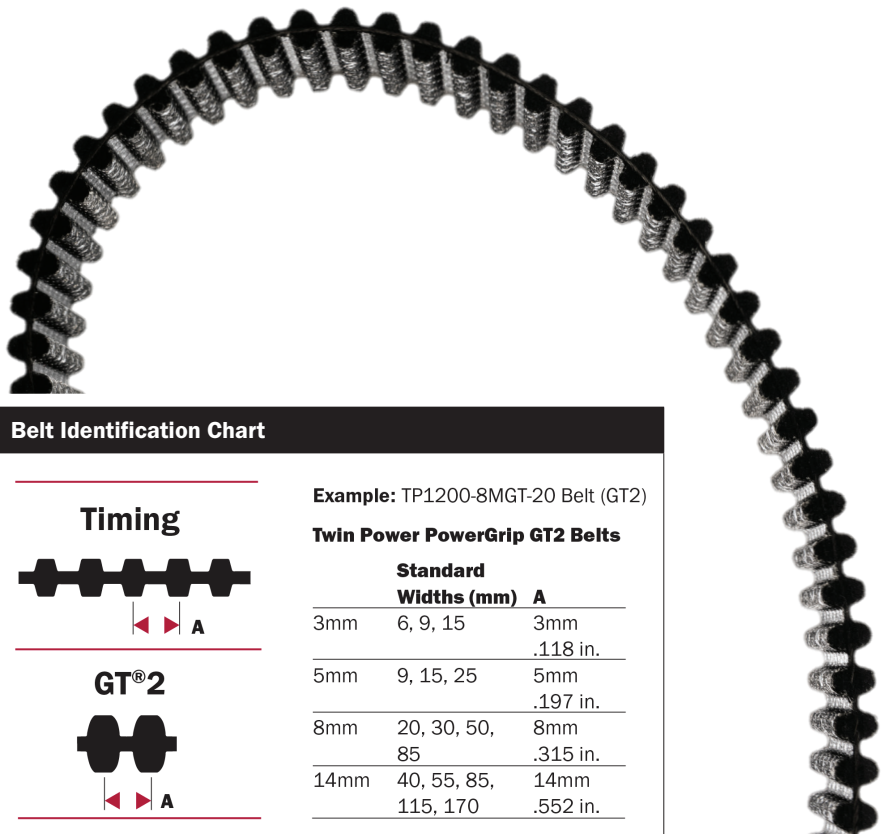 Belt Identification Chart
Timing
A
GT®2
A
Example: TP1200-8MGT-20 Belt (GT2)
Twin Power PowerGrip GT2 Belts
Standard
Widths (mm) A
3mm 6, 9, 15 3mm
.118 in.
5mm 9, 15, 25 5mm
.197 in.
8mm 20, 30, 50, 8mm
85 .315 in.
14mm 40, 55, 85, 14mm
115, 170 .552 in.